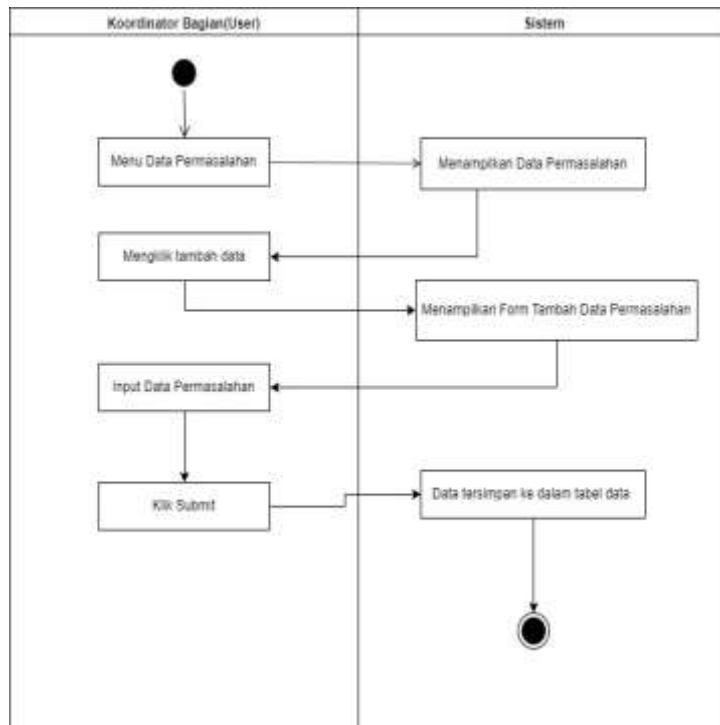 Koordinator Bagian(User)
Sistem
Menu Data Permasalahan
Menampilkan Data Permasalahan
Mengklik tambah data
Menampilkan Form Tambah Data Permasalahan
Input Data Permasalahan
Klik Submit
Data tersimpan ke dalam tabel data